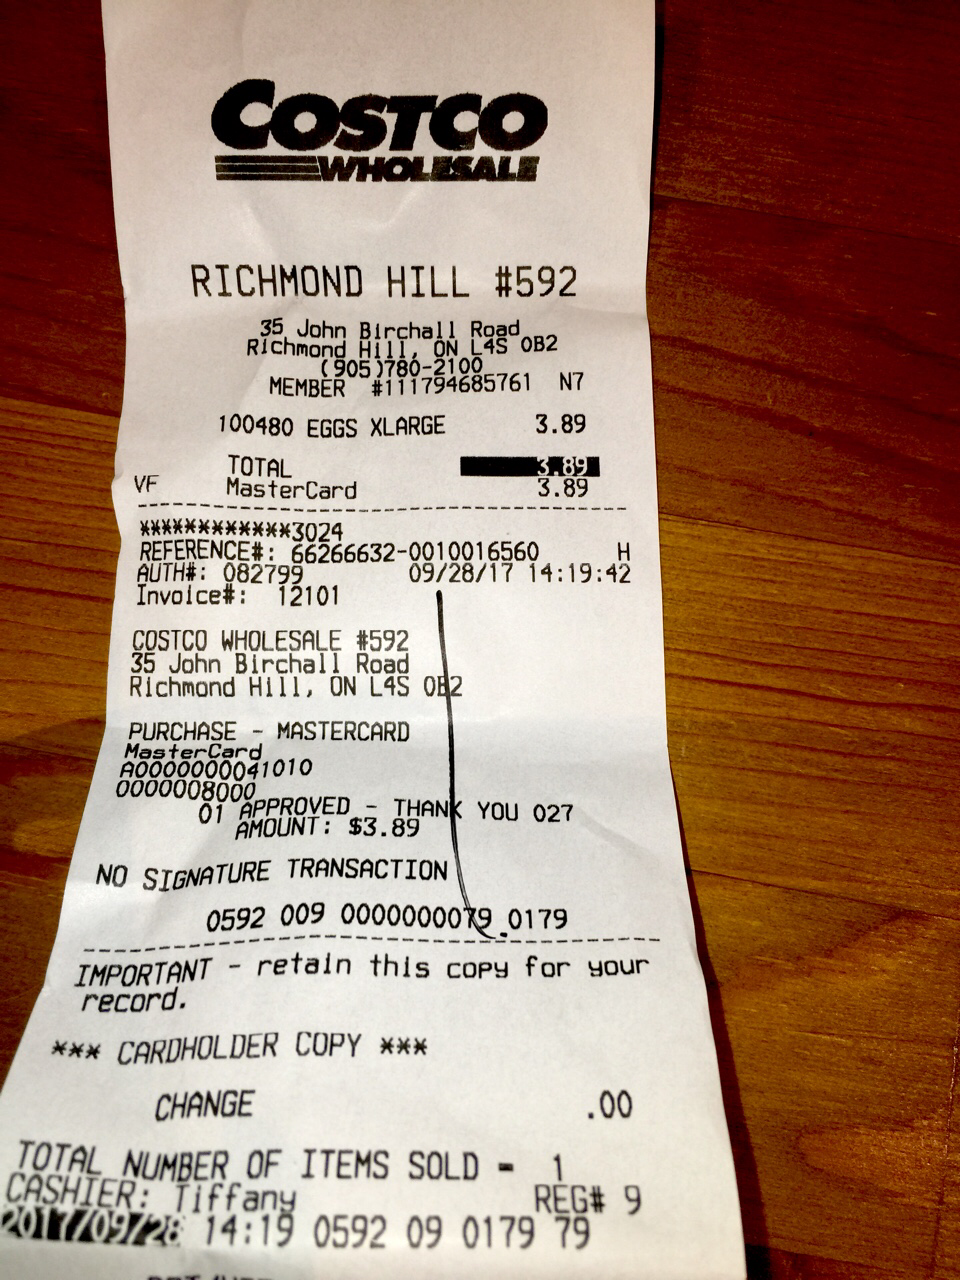 COSTCO
WHOLESALE
RICHMOND HILL #592
35 John Birchall Road
Richmond Hill, ON L4S 0B2
(905)780-2100
MEMBER #111794685761 N7
100480 EGGS XLARGE 3.89
TOTAL 3.89
VF MasterCard 3.89
************3024
REFERENCE#: 66266632-0010016560 H
AUTH#: 082799 09/28/17 14:19:42
Invoice#: 12101
COSTCO WHOLESALE #592
35 John Birchall Road
Richmond Hill, ON L4S 0B2
PURCHASE - MASTERCARD
MasterCard
A0000000041010
0000008000
01 APPROVED - THANK YOU 027
AMOUNT: $3.89
NO SIGNATURE TRANSACTION
0592 009 0000000079 0179
IMPORTANT - retain this copy for your
record.
*** CARDHOLDER COPY ***
CHANGE .00
TOTAL NUMBER OF ITEMS SOLD = 1
CASHIER: Tiffany REG# 9
2017/09/28 14:19 0592 09 0179 79